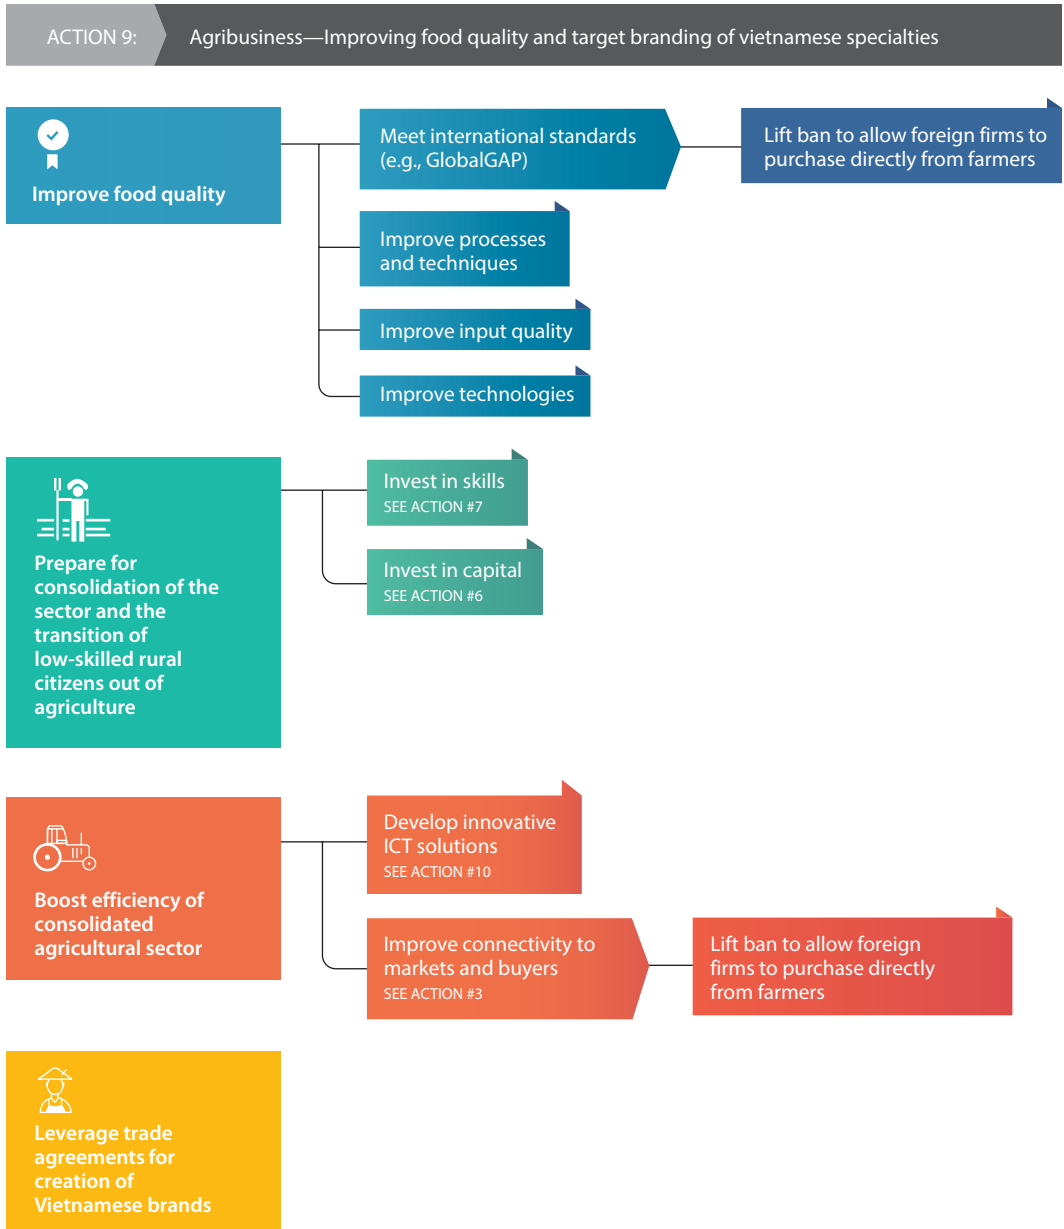 ACTION 9:
Agribusiness—Improving food quality and target branding of vietnamese specialties
Improve food quality
Meet international standards
(e.g., GlobalGAP)
Lift ban to allow foreign firms to
purchase directly from farmers
Improve processes
and techniques
Improve input quality
Improve technologies
Prepare for
consolidation of the
sector and the
transition of
low-skilled rural
citizens out of
agriculture
Invest in skills
SEE ACTION #7
Invest in capital
SEE ACTION #6
Boost efficiency of
consolidated
agricultural sector
Develop innovative
ICT solutions
SEE ACTION #10
Improve connectivity to
markets and buyers
SEE ACTION #3
Lift ban to allow foreign
firms to purchase directly
from farmers
Leverage trade
agreements for
creation of
Vietnamese brands